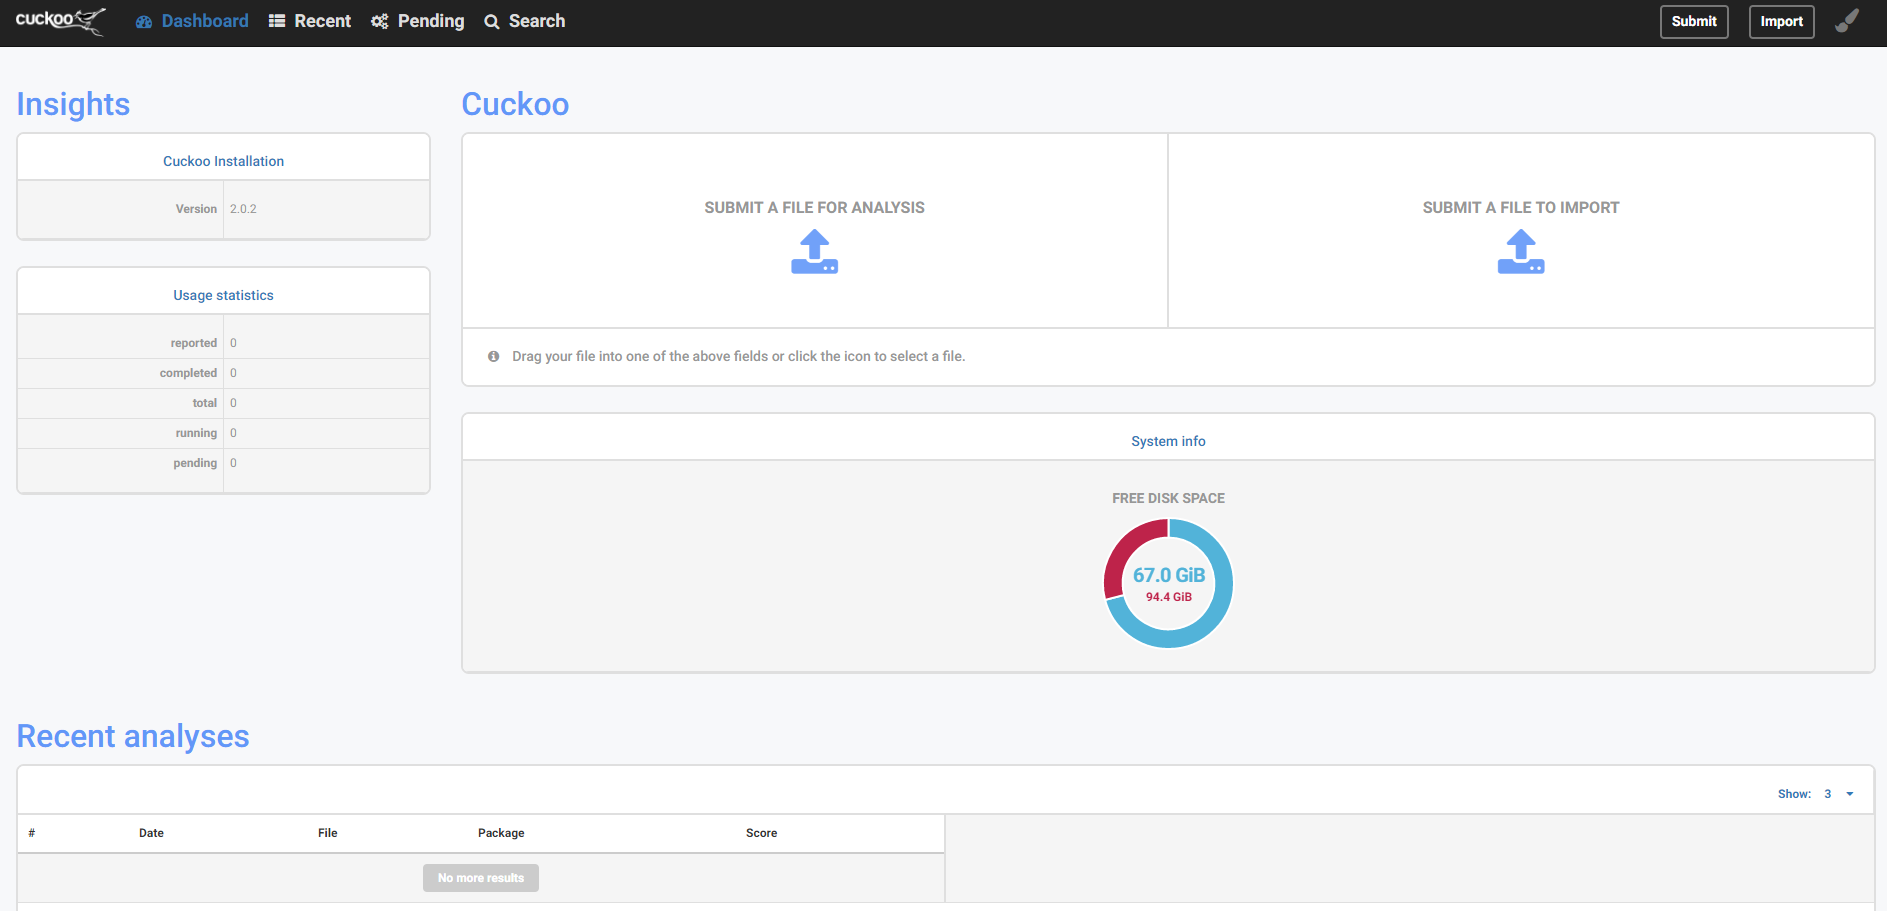 cuckoo Dashboard Recent Pending Search Submit Import
Insights
Cuckoo Installation
Version 2.0.2
Usage statistics
reported 0
completed 0
total 0
running 0
pending 0
Cuckoo
SUBMIT A FILE FOR ANALYSIS
SUBMIT A FILE TO IMPORT
Drag your file into one of the above fields or click the icon to select a file.
System info
FREE DISK SPACE
67.0 GiB
94.4 GiB
Recent analyses
Show: 3
# Date File Package Score
No more results